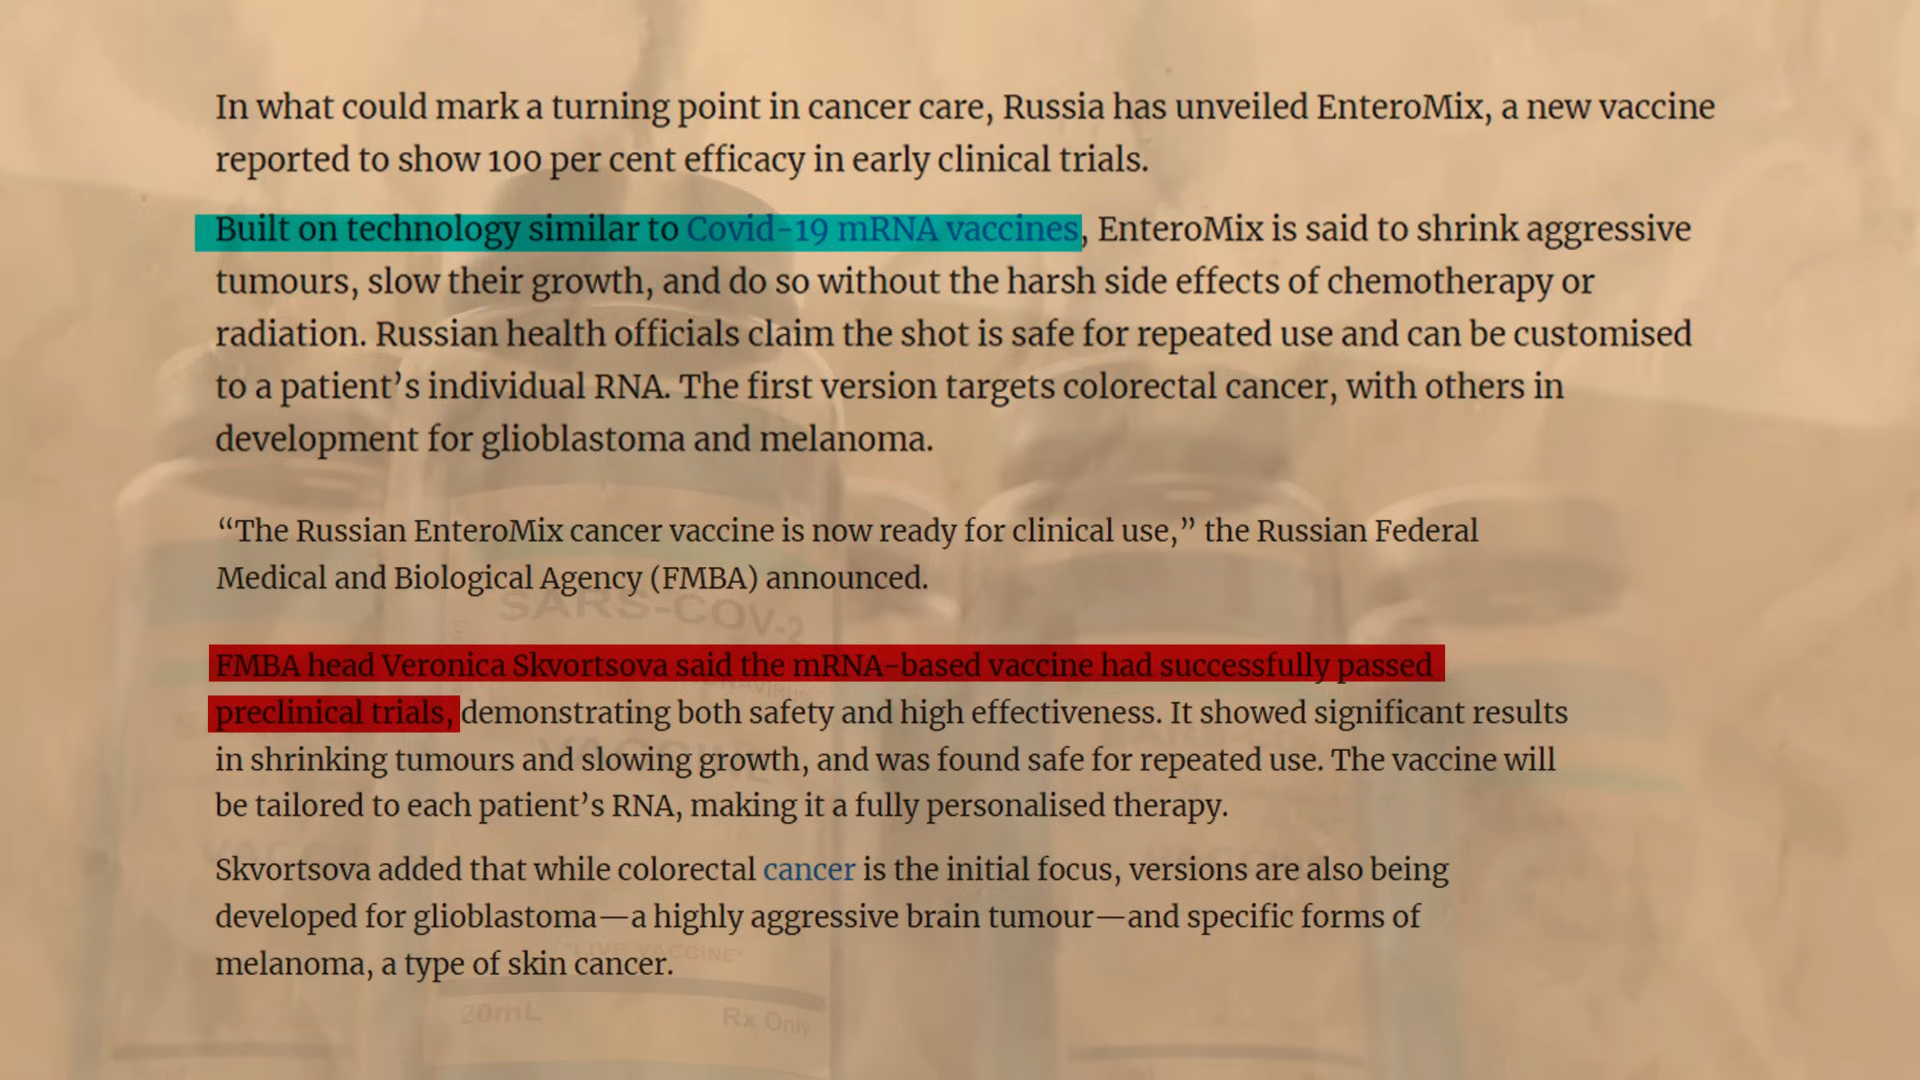 In what could mark a turning point in cancer care, Russia has unveiled EnteroMix, a new vaccine
reported to show 100 per cent efficacy in early clinical trials.
Built on technology similar to Covid-19 mRNA vaccines, EnteroMix is said to shrink aggressive
tumours, slow their growth, and do so without the harsh side effects of chemotherapy or
radiation. Russian health officials claim the shot is safe for repeated use and can be customised
to a patient’s individual RNA. The first version targets colorectal cancer, with others in
development for glioblastoma and melanoma.
“The Russian EnteroMix cancer vaccine is now ready for clinical use,” the Russian Federal
Medical and Biological Agency (FMBA) announced.
SARS-COV-2
FMBA head Veronica Skvortsova said the mRNA-based vaccine had successfully passed
preclinical trials, demonstrating both safety and high effectiveness. It showed significant results
VACCINE
in shrinking tumours and slowing growth, and was found safe for repeated use. The vaccine will
be tailored to each patient’s RNA, making it a fully personalised therapy.
Skvortsova added that while colorectal cancer is the initial focus, versions are also being
developed for glioblastoma—a highly aggressive brain tumour—and specific forms of
"LIVE VACCINE"
melanoma, a type of skin cancer.
20mL Rx Only